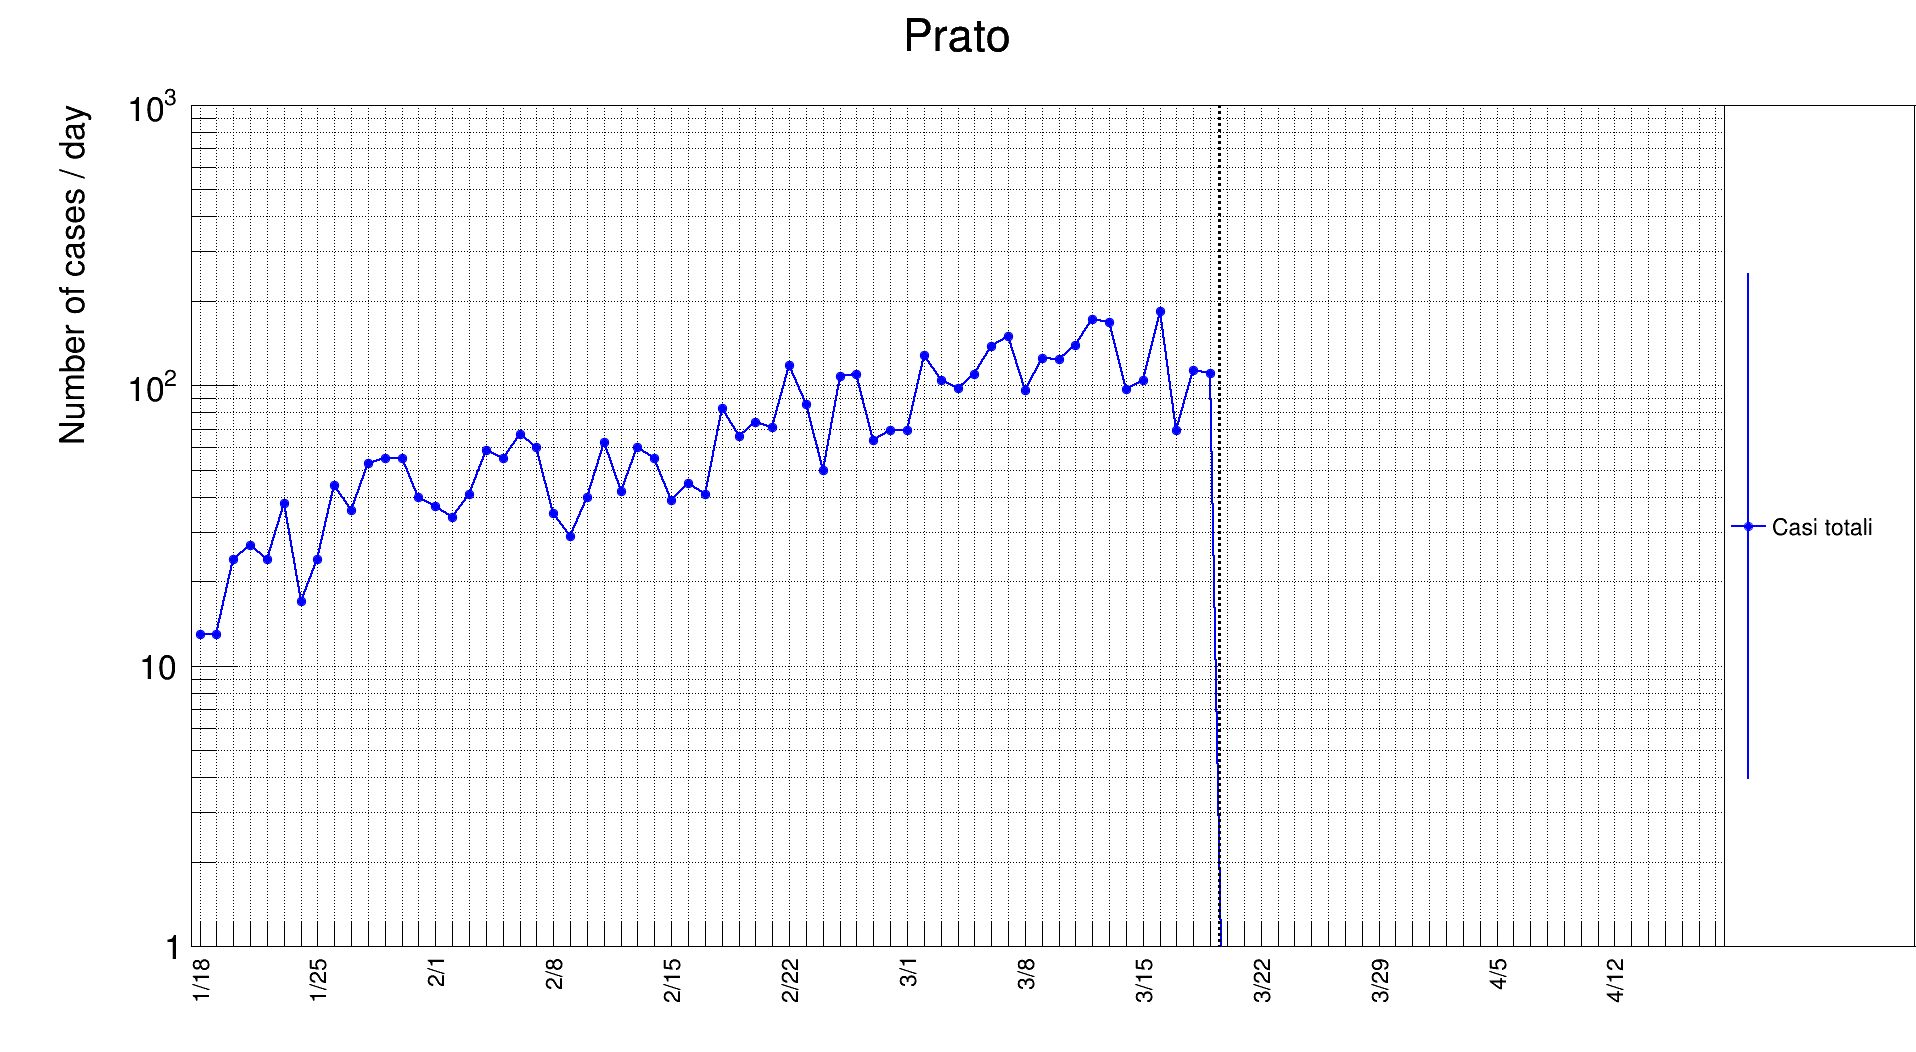 Prato
Number of cases / day
10³
10²
10
1
1/18 1/25 2/1 2/8 2/15 2/22 3/1 3/8 3/15 3/22 3/29 4/5 4/12
Casi totali